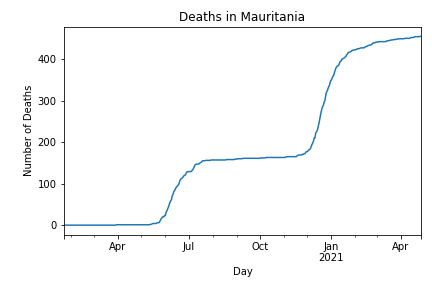 Deaths in Mauritania
Number of Deaths
400
300
200
100
0
Apr Jul Oct Jan Apr
2021
Day